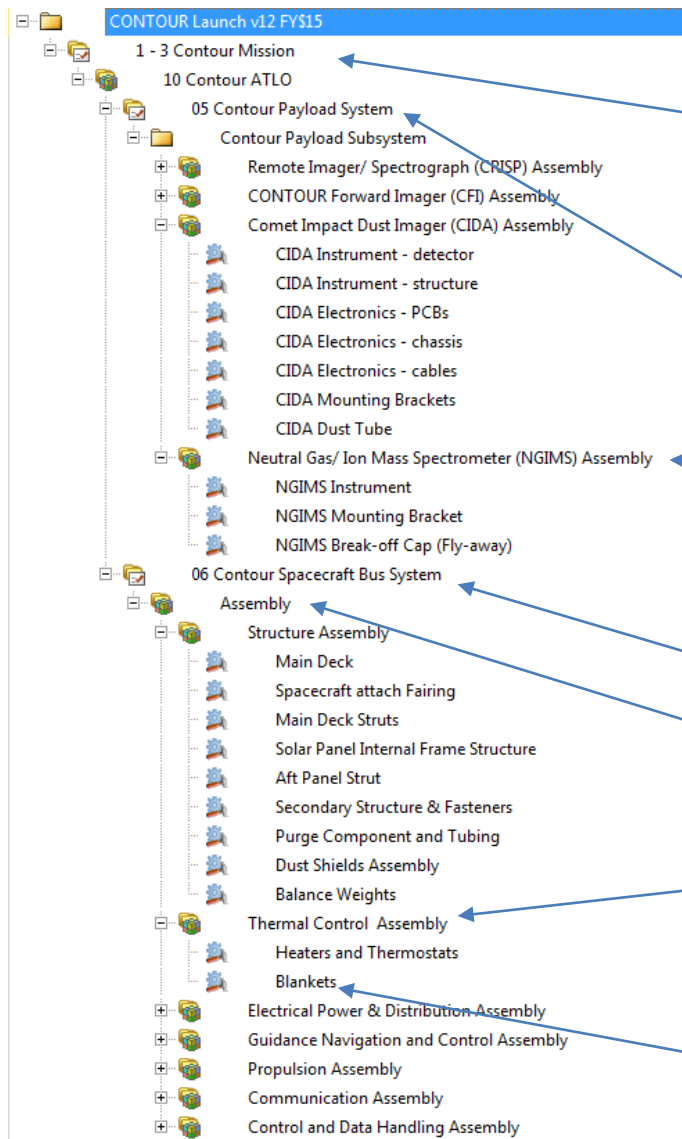 CONTOUR Launch v12 FY$15
1 - 3 Contour Mission
10 Contour ATLO
05 Contour Payload System
Contour Payload Subsystem
Remote Imager/ Spectrograph (CRISP) Assembly
CONTOUR Forward Imager (CFI) Assembly
Comet Impact Dust Imager (CIDA) Assembly
CIDA Instrument - detector
CIDA Instrument - structure
CIDA Electronics - PCBs
CIDA Electronics - chassis
CIDA Electronics - cables
CIDA Mounting Brackets
CIDA Dust Tube
Neutral Gas/ Ion Mass Spectrometer (NGIMS) Assembly
NGIMS Instrument
NGIMS Mounting Bracket
NGIMS Break-off Cap (Fly-away)
06 Contour Spacecraft Bus System
Assembly
Structure Assembly
Main Deck
Spacecraft attach Fairing
Main Deck Struts
Solar Panel Internal Frame Structure
Aft Panel Strut
Secondary Structure & Fasteners
Purge Component and Tubing
Dust Shields Assembly
Balance Weights
Thermal Control Assembly
Heaters and Thermostats
Blankets
Electrical Power & Distribution Assembly
Guidance Navigation and Control Assembly
Propulsion Assembly
Communication Assembly
Control and Data Handling Assembly